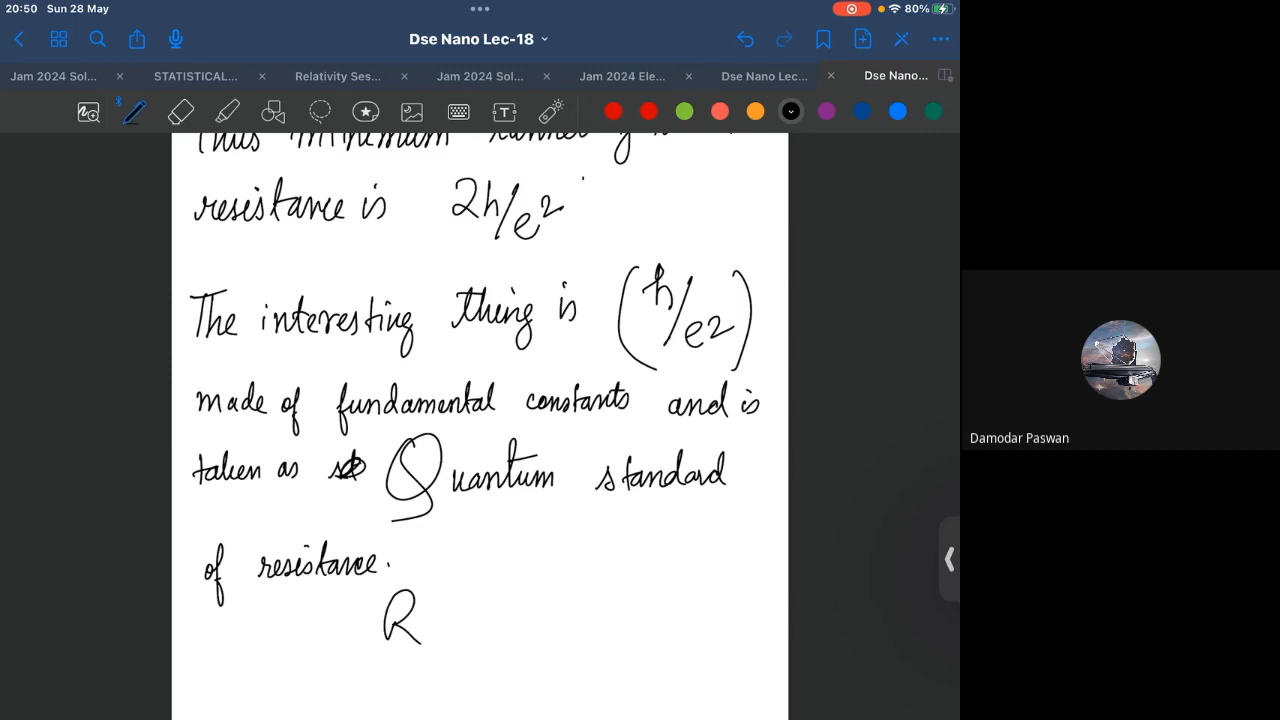 20:50 Sun 28 May
80%
Dse Nano Lec-18
Jam 2024 Sol...
STATISTICAL...
Relativity Ses...
Jam 2024 Sol...
Jam 2024 Ele...
Dse Nano Lec...
Dse Nano...
Thus minimum
resistance is 2h/e2
The interesting thing is (h/e2)
made of fundamental constants and is
taken as Quantum standard
of resistance.
R
Damodar Paswan